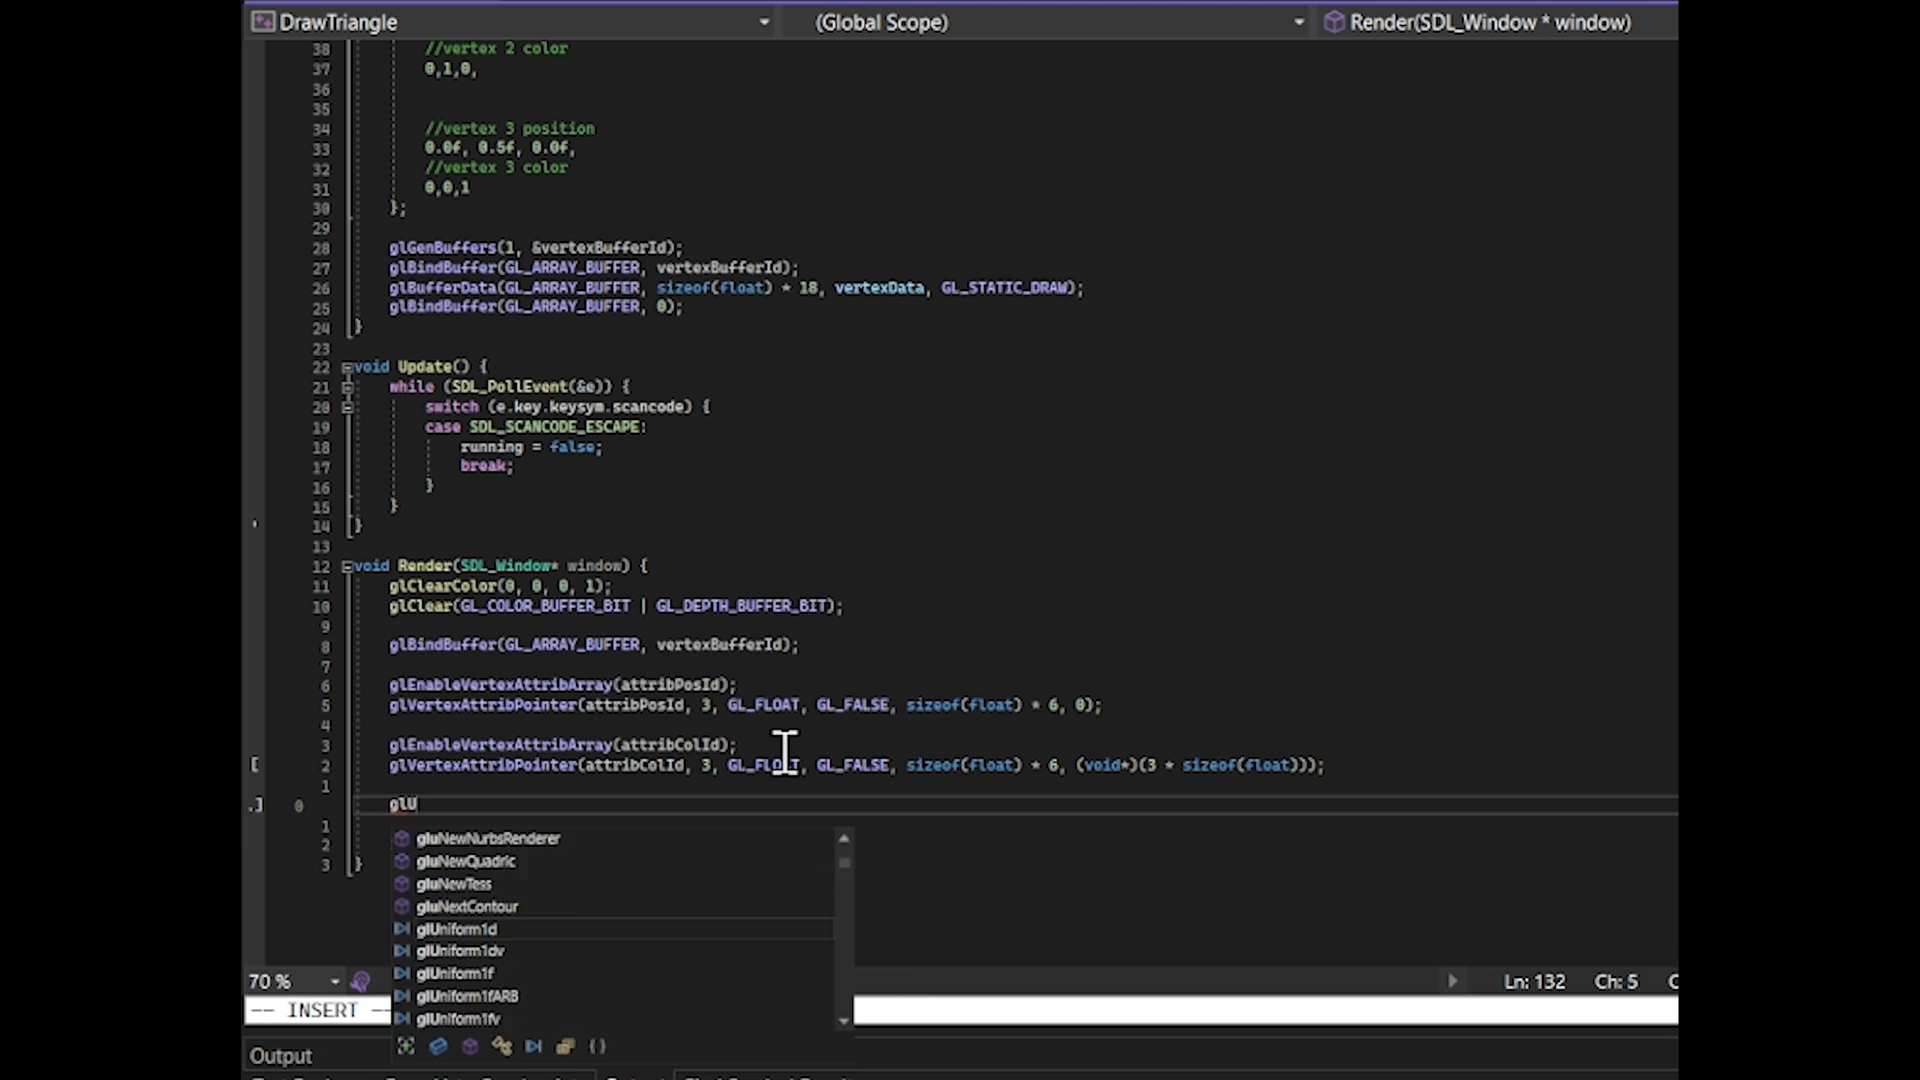 DrawTriangle (Global Scope) Render(SDL_Window * window)
38 //vertex 2 color
37 0,1,0,
36
35
34 //vertex 3 position
33 0.0f, 0.5f, 0.0f,
32 //vertex 3 color
31 0,0,1
30 };
29
28 glGenBuffers(1, &vertexBufferId);
27 glBindBuffer(GL_ARRAY_BUFFER, vertexBufferId);
26 glBufferData(GL_ARRAY_BUFFER, sizeof(float) * 18, vertexData, GL_STATIC_DRAW);
25 glBindBuffer(GL_ARRAY_BUFFER, 0);
24 }
23
22 void Update() {
21 while (SDL_PollEvent(&e)) {
20 switch (e.key.keysym.scancode) {
19 case SDL_SCANCODE_ESCAPE:
18 running = false;
17 break;
16 }
15 }
14 }
13
12 void Render(SDL_Window* window) {
11 glClearColor(0, 0, 0, 1);
10 glClear(GL_COLOR_BUFFER_BIT | GL_DEPTH_BUFFER_BIT);
9
8 glBindBuffer(GL_ARRAY_BUFFER, vertexBufferId);
7
6 glEnableVertexAttribArray(attribPosId);
5 glVertexAttribPointer(attribPosId, 3, GL_FLOAT, GL_FALSE, sizeof(float) * 6, 0);
4
3 glEnableVertexAttribArray(attribColId);
2 glVertexAttribPointer(attribColId, 3, GL_FLOAT, GL_FALSE, sizeof(float) * 6, (void*)(3 * sizeof(float)));
1
0 glU
1
2
3 }
gluNewNurbsRenderer
gluNewQuadric
gluNewTess
gluNextContour
glUniform1d
glUniform1dv
glUniform1f
glUniform1fARB
glUniform1fv
70 % Ln: 132 Ch: 5
-- INSERT --
Output